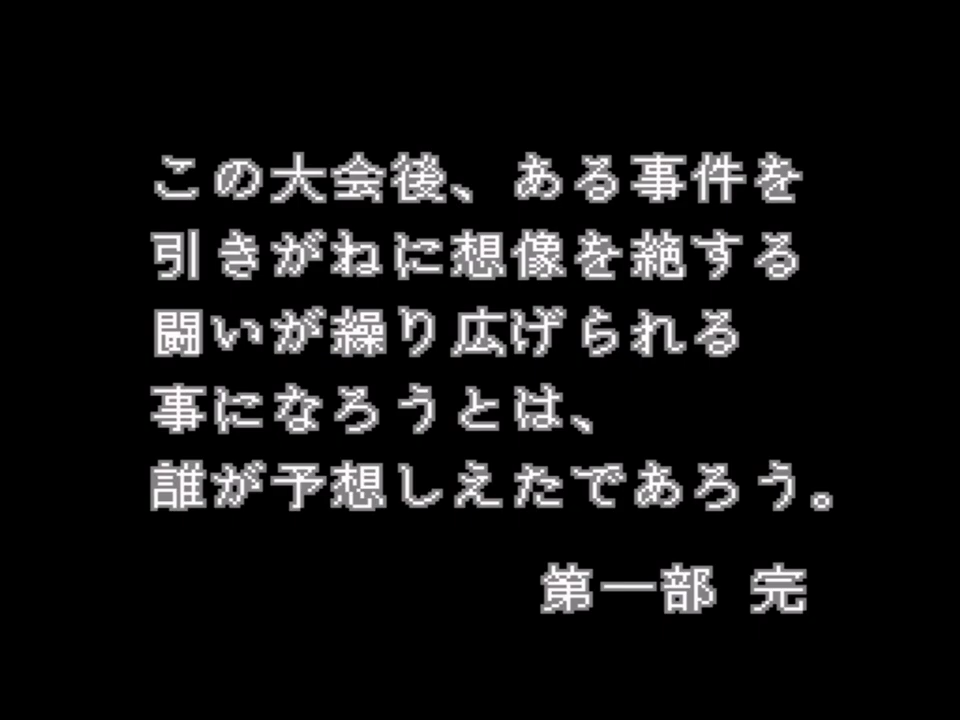 この大会後、ある事件を
引きがねに想像を絶する
闘いが繰り広げられる
事になろうとは、
誰が予想しえたであろう。
第一部 完